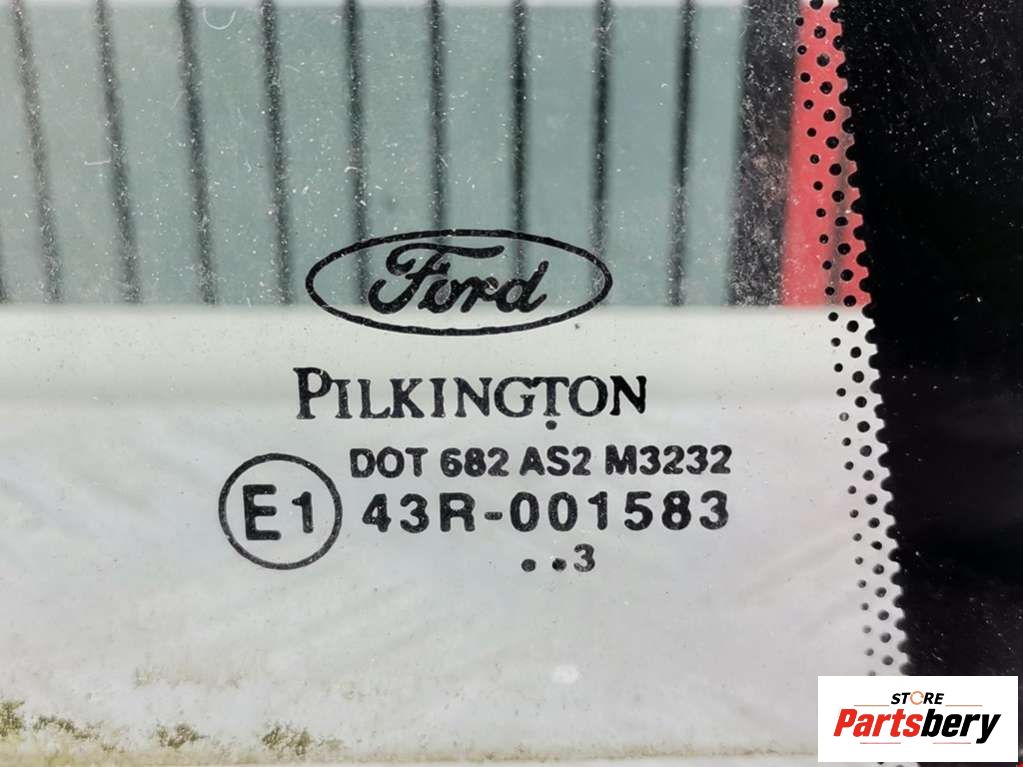 Ford
PILKINGTON
DOT 682 AS2 M3232
E1 43R-001583
..3
STORE
Partsbery